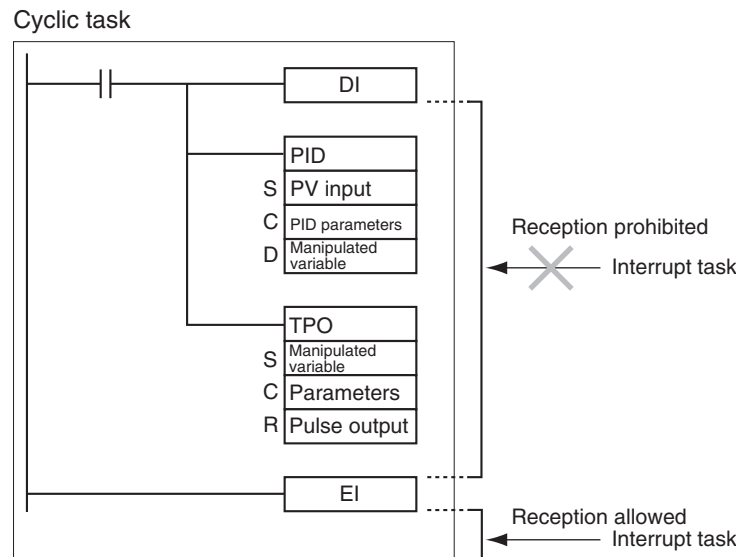 Cyclic task
DI
PID
S PV input
C PID parameters
D Manipulated
variable
Reception prohibited
Interrupt task
TPO
S Manipulated
variable
C Parameters
R Pulse output
EI
Reception allowed
Interrupt task